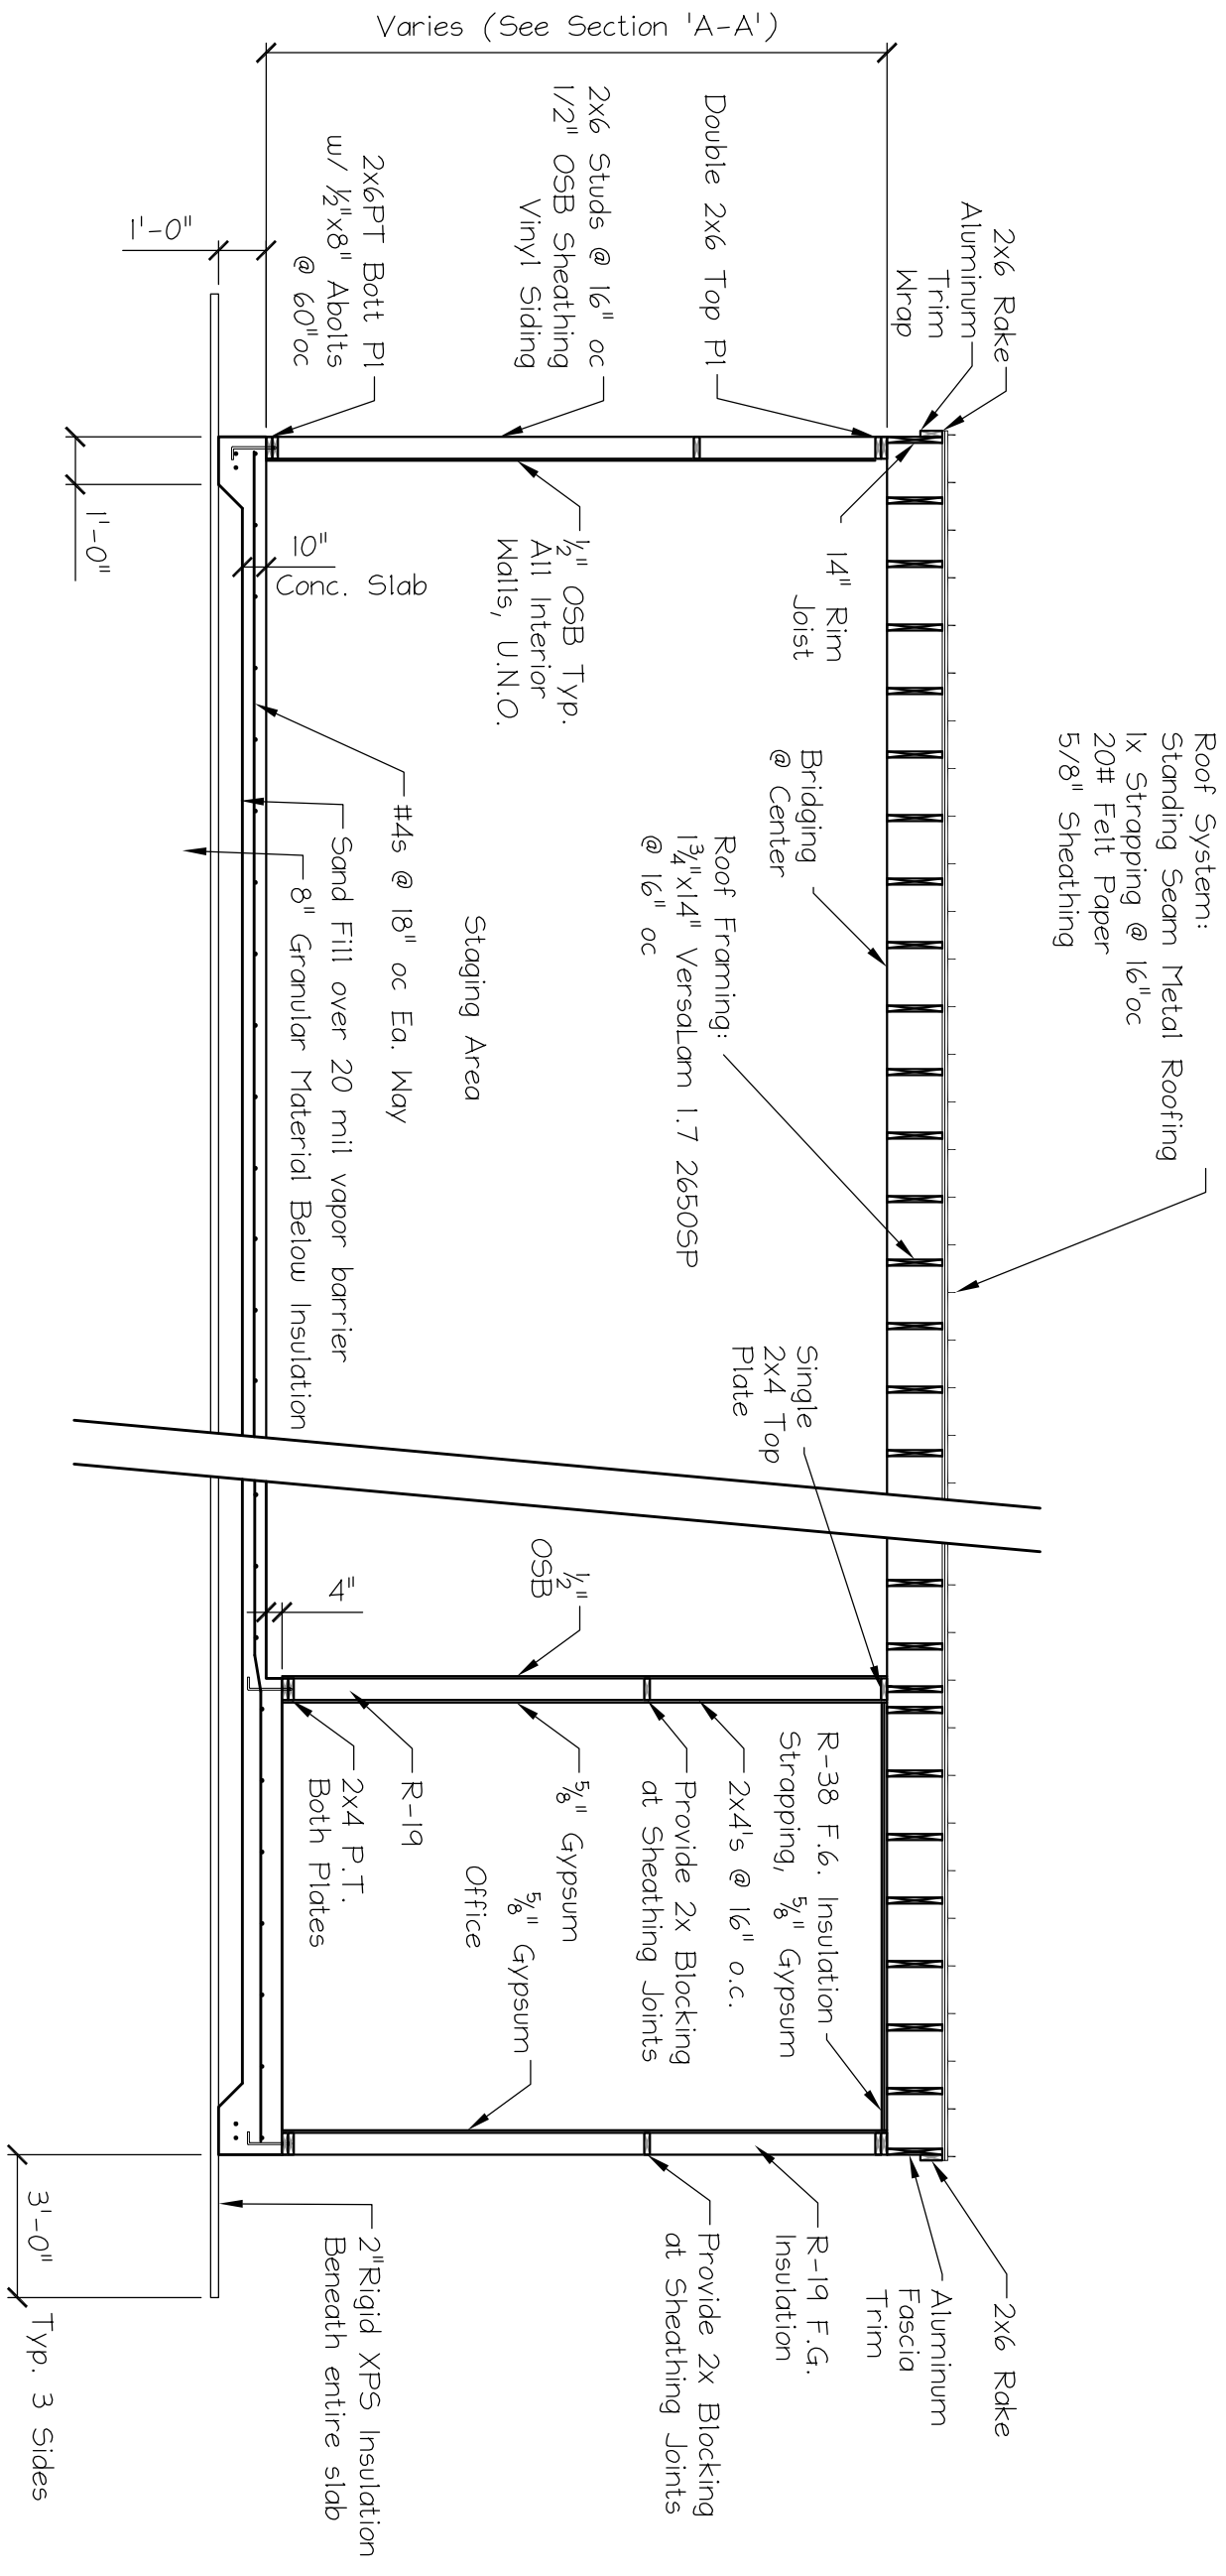 Roof System:
Standing Seam Metal Roofing
1x Strapping @ 16"oc
20# Felt Paper
5/8" Sheathing
2x6 Rake
Aluminum
Trim
Wrap
14" Rim
Joist
Bridging
@ Center
Roof Framing:
1¾"x14" VersaLam 1.7 2650SP
@ 16" oc
Single
2x4 Top
Plate
2x6 Rake
Aluminum
Fascia
Trim
Varies (See Section 'A-A')
Double 2x6 Top Pl
2x6 Studs @ 16" oc
1/2" OSB Sheathing
Vinyl Siding
2x6PT Bott Pl
w/ ½"x8" Abolts
@ 60"oc
½" OSB Typ.
All Interior
Walls, U.N.O.
Staging Area
½"
OSB
R-38 F.G. Insulation
Strapping, ⅝" Gypsum
2x4's @ 16" o.c.
Provide 2x Blocking
at Sheathing Joints
⅝" Gypsum
⅝" Gypsum
Office
R-19
2x4 P.T.
Both Plates
R-19 F.G.
Insulation
Provide 2x Blocking
at Sheathing Joints
10"
Conc. Slab
#4s @ 18" oc Ea. Way
Sand Fill over 20 mil vapor barrier
8" Granular Material Below Insulation
4"
1'-0"
1'-0"
2"Rigid XPS Insulation
Beneath entire slab
3'-0"
Typ. 3 Sides